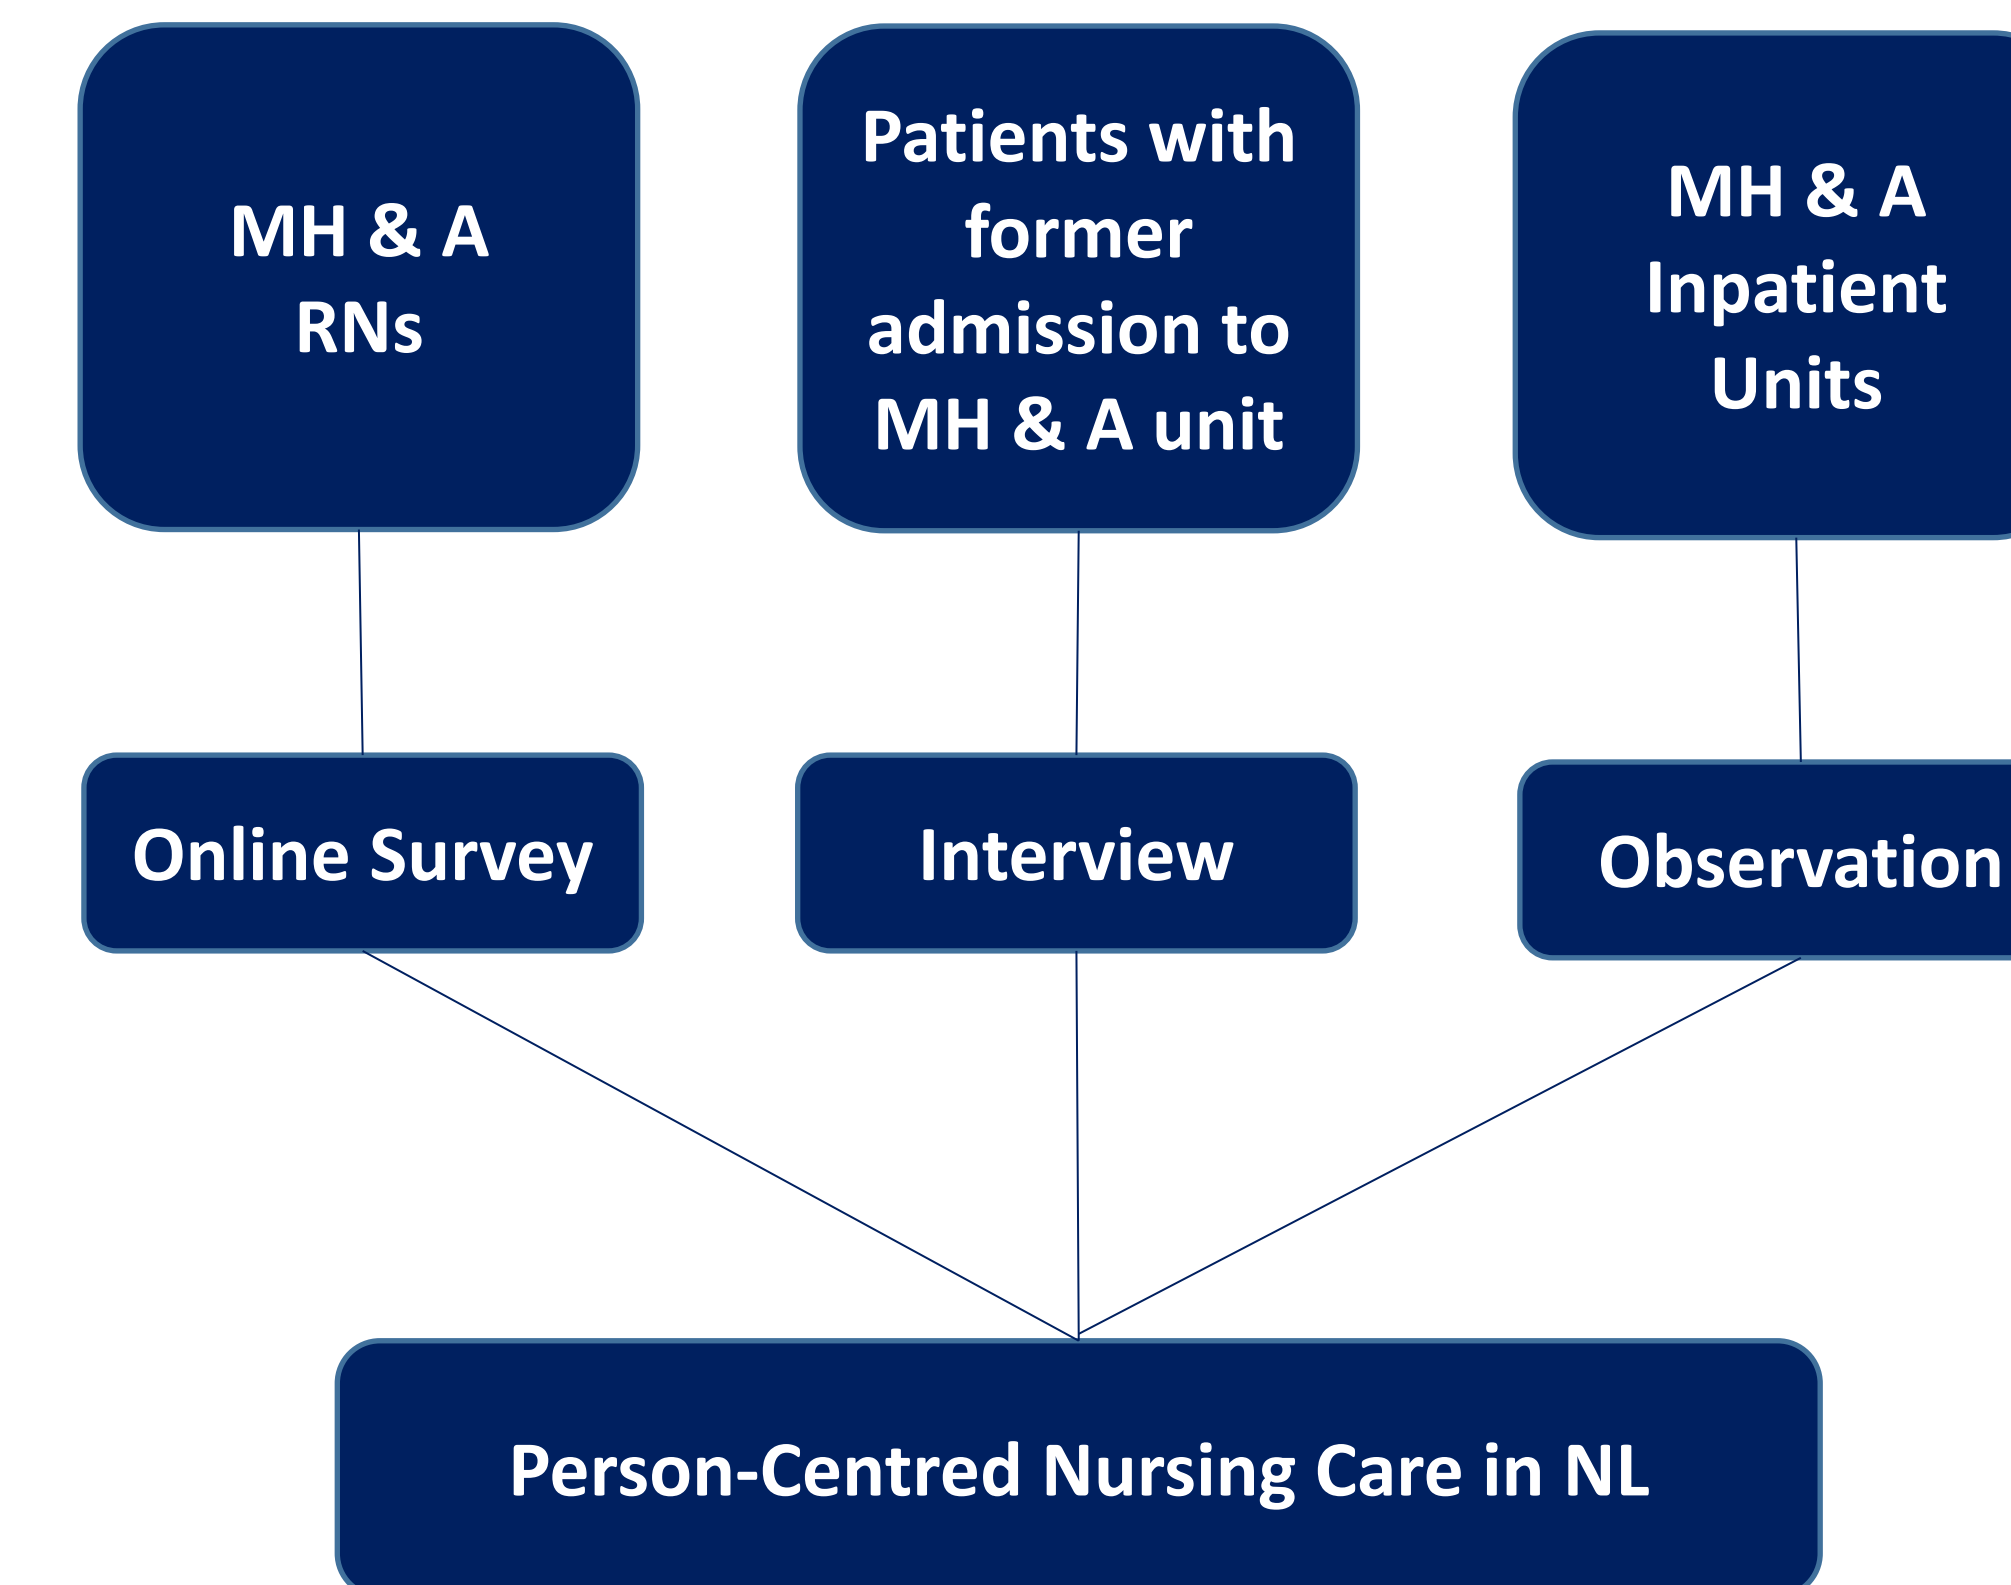 MH & A
RNs
Patients with
former
admission to
MH & A unit
MH & A
Inpatient
Units
Online Survey
Interview
Observation
Person-Centred Nursing Care in NL